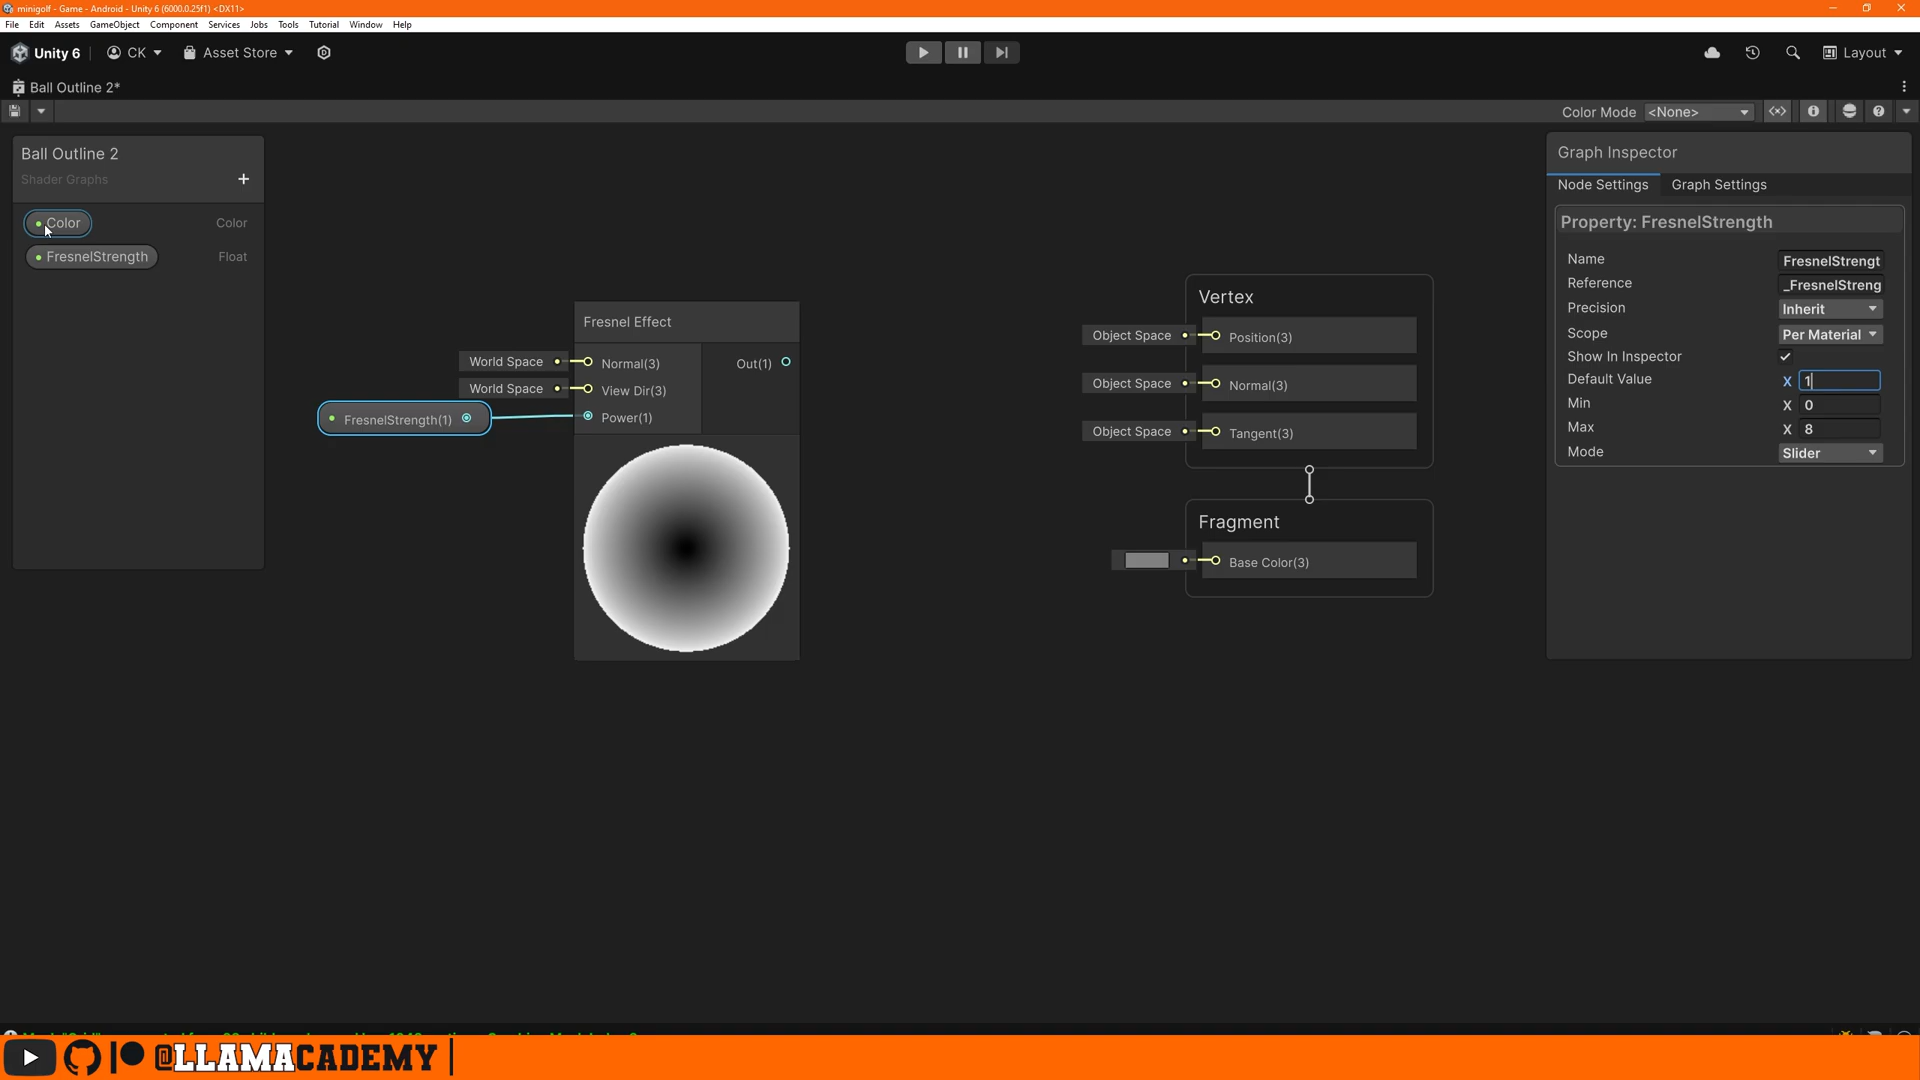 minigolf - Game - Android - Unity 6 (6000.0.25f1) <DX11>
File Edit Assets GameObject Component Services Jobs Tools Tutorial Window Help
Unity 6 CK Asset Store Layout
Ball Outline 2*
Color Mode <None>
Ball Outline 2
Shader Graphs
Color Color
FresnelStrength Float
Fresnel Effect
World Space Normal(3) Out(1)
World Space View Dir(3)
FresnelStrength(1) Power(1)
Vertex
Object Space Position(3)
Object Space Normal(3)
Object Space Tangent(3)
Fragment
Base Color(3)
Graph Inspector
Node Settings Graph Settings
Property: FresnelStrength
Name FresnelStrengt
Reference _FresnelStreng
Precision Inherit
Scope Per Material
Show In Inspector
Default Value X 1
Min X 0
Max X 8
Mode Slider
@LLAMACADEMY